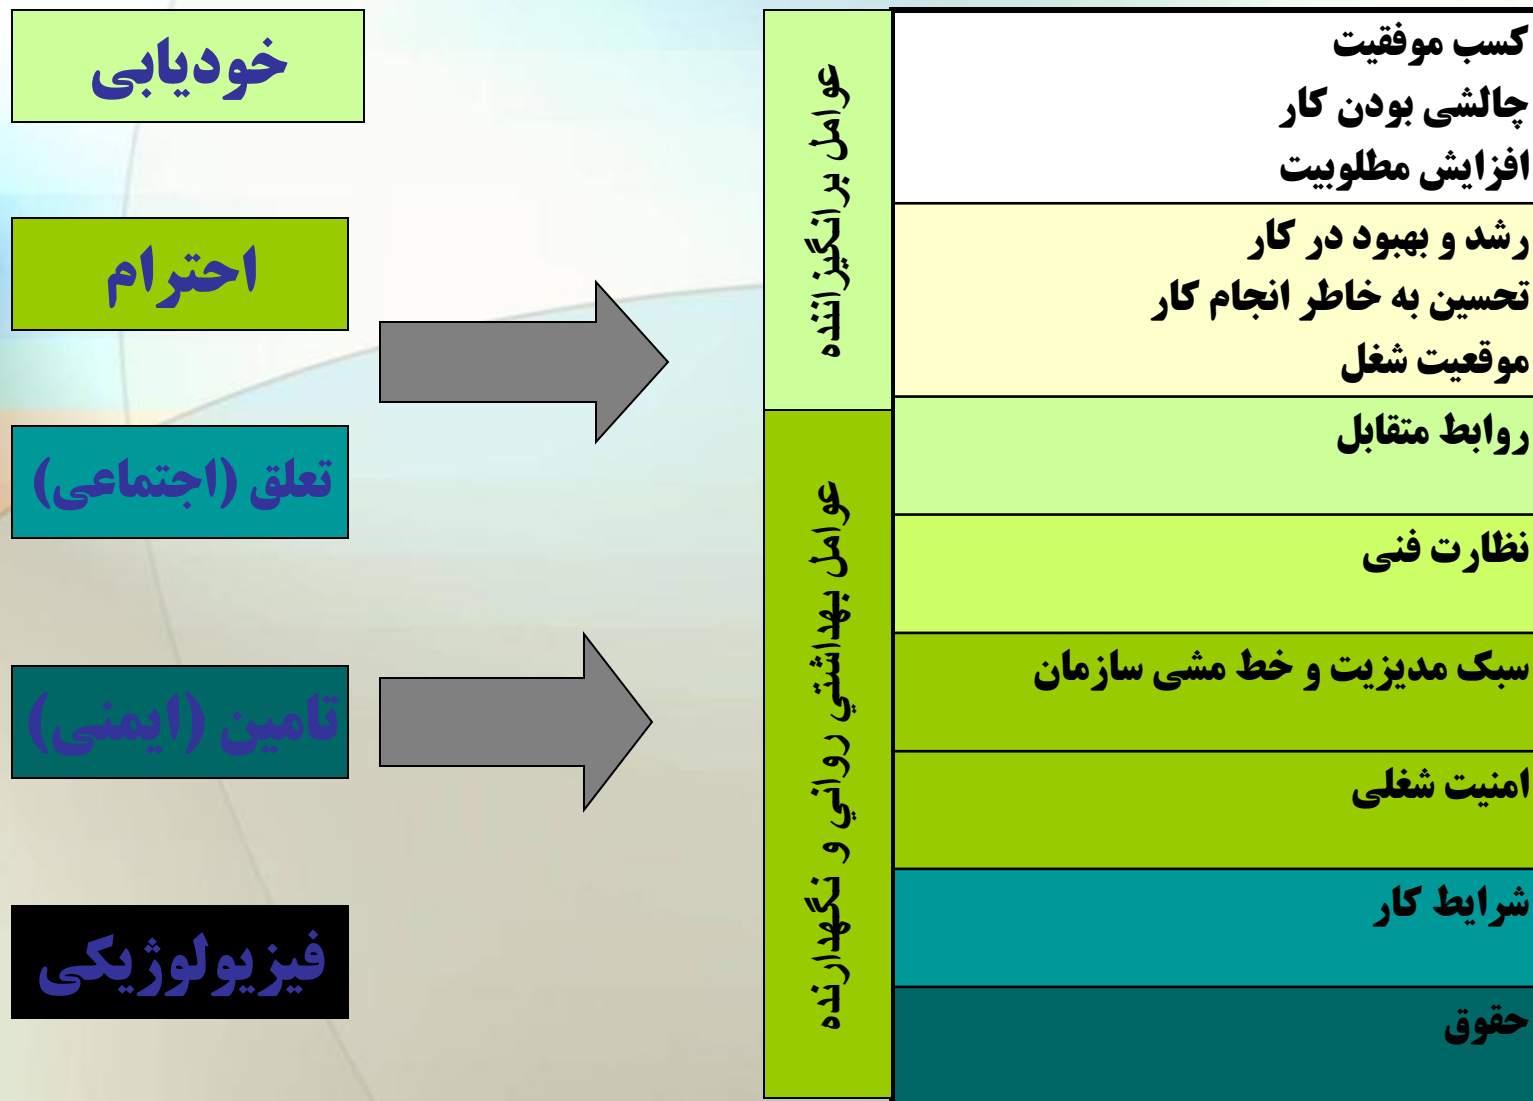 خودیابی
احترام
تعلق (اجتماعی)
تامین (ایمنی)
فیزیولوژیکی
عوامل برانگیزاننده
عوامل بهداشتي رواني و نگهدارنده
کسب موفقیت
چالشی بودن کار
افزایش مطلوبیت
رشد و بهبود در کار
تحسین به خاطر انجام کار
موقعیت شغل
روابط متقابل
نظارت فنی
سبک مدیزیت و خط مشی سازمان
امنیت شغلی
شرایط کار
حقوق